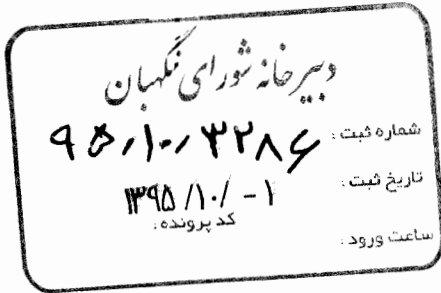 دبیرخانه شورای نگهبان
شماره ثبت : ۹۵/۱۰/۳۲۸۶
تاریخ ثبت : ۱۳۹۵/۱۰/ -۱
کد پرونده :
ساعت ورود :